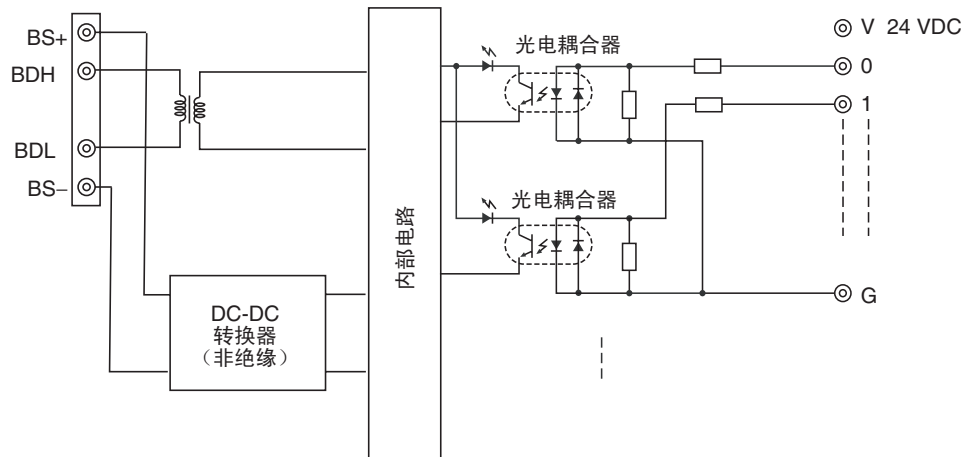 BS+
BDH
BDL
BS−
DC-DC
转换器
（非绝缘）
内部电路
光电耦合器
光电耦合器
V 24 VDC
0
1
G